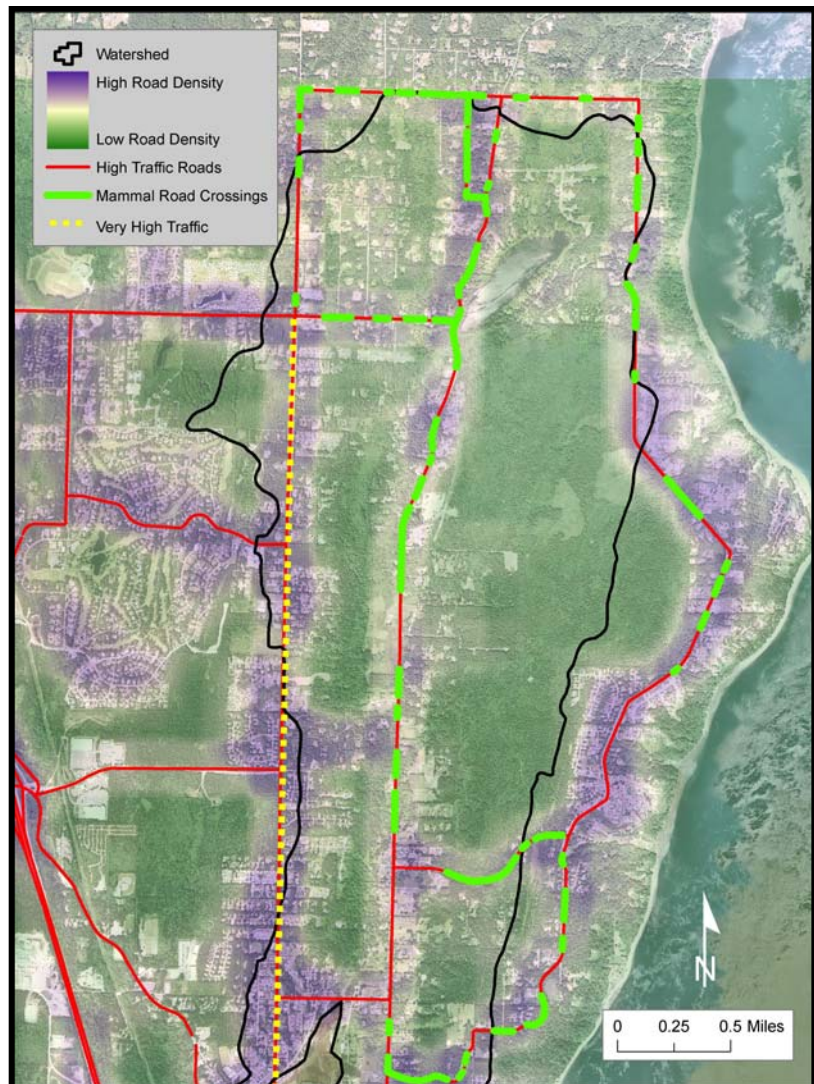 Watershed
High Road Density
Low Road Density
High Traffic Roads
Mammal Road Crossings
Very High Traffic
N
0 0.25 0.5 Miles